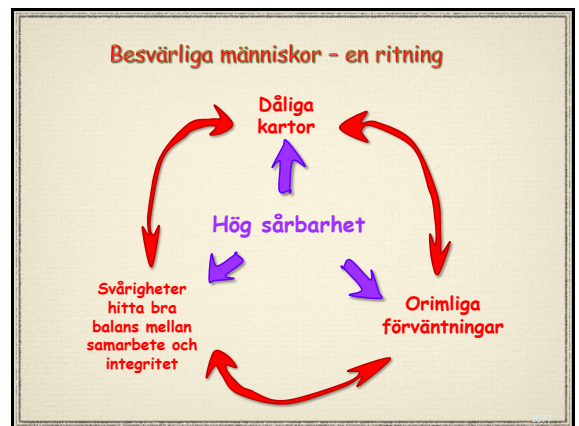 Besvärliga människor – en ritning
Dåliga
kartor
Hög sårbarhet
Svårigheter
hitta bra
balans mellan
samarbete och
integritet
Orimliga
förväntningar